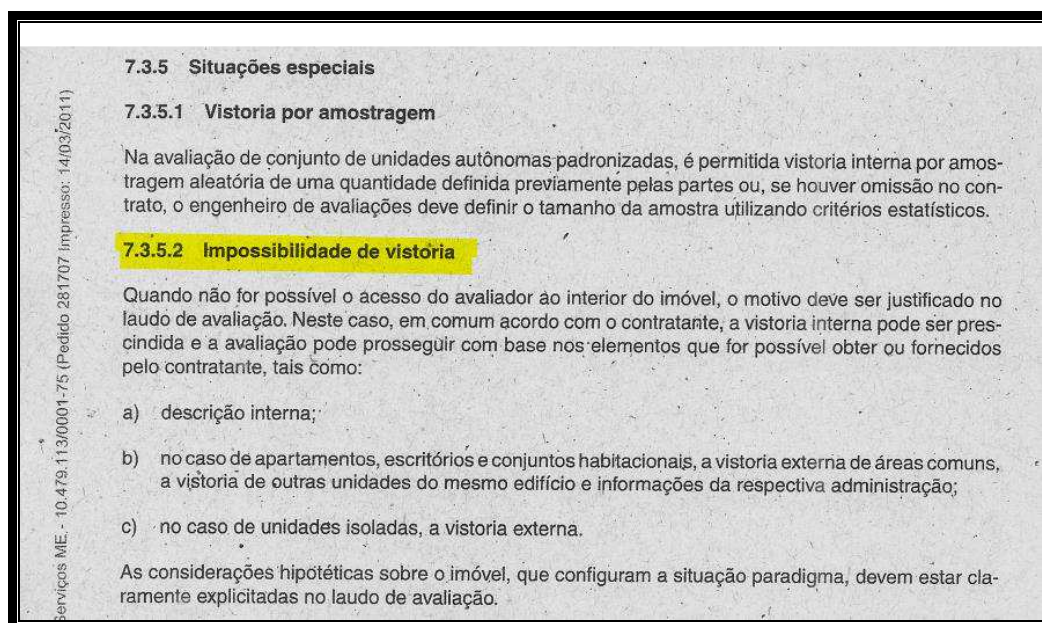 7.3.5 Situações especiais
7.3.5.1 Vistoria por amostragem
Na avaliação de conjunto de unidades autônomas padronizadas, é permitida vistoria interna por amos-
tragem aleatória de uma quantidade definida previamente pelas partes ou, se houver omissão no con-
trato, o engenheiro de avaliações deve definir o tamanho da amostra utilizando critérios estatísticos.
7.3.5.2 Impossibilidade de vistoria
Quando não for possível o acesso do avaliador ao interior do imóvel, o motivo deve ser justificado no
laudo de avaliação. Neste caso, em comum acordo com o contratante, a vistoria interna pode ser pres-
cindida e a avaliação pode prosseguir com base nos elementos que for possível obter ou fornecidos
pelo contratante, tais como:
a) descrição interna;
b) no caso de apartamentos, escritórios e conjuntos habitacionais, a vistoria externa de áreas comuns,
a vistoria de outras unidades do mesmo edifício e informações da respectiva administração;
c) no caso de unidades isoladas, a vistoria externa.
As considerações hipotéticas sobre o imóvel, que configuram a situação paradigma, devem estar cla-
ramente explicitadas no laudo de avaliação.
Serviços ME. - 10.479.113/0001-75 (Pedido 281707 Impresso: 14/03/2011)